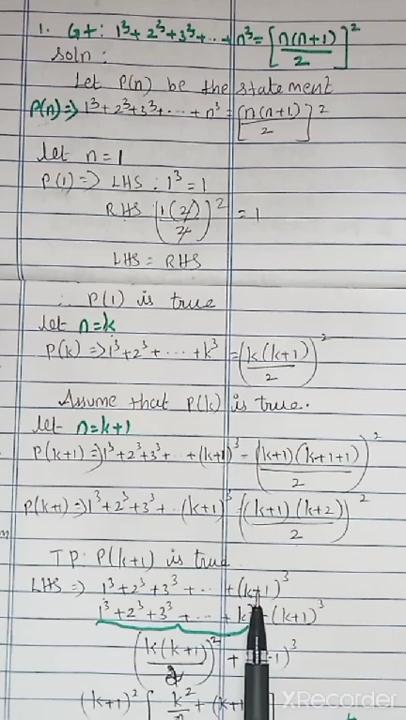 1. Gt: 1³+2³+3³+..+n³=[n(n+1)/2]²
soln:
Let P(n) be the statement
P(n)=> 1³+2³+3³+...+n³=[n(n+1)/2]²
let n=1
P(1)=> LHS: 1³=1
RHS (1(2)/2)²=1
LHS=RHS
∴ P(1) is true
let n=k
P(k)=>1³+2³+...+k³=(k(k+1)/2)²
Assume that P(k) is true.
let n=k+1
P(k+1)=>1³+2³+3³+..+(k+1)³=((k+1)(k+1+1)/2)²
P(k+1)=>1³+2³+3³+..(k+1)³ ((k+1)(k+2)/2)²
TP: P(k+1) is true
LHS=> 1³+2³+3³+..+(k+1)³
1³+2³+3³+..+k³+(k+1)³
(k(k+1)/2)²+ 1)³
(k+1)²[k²/ +(k+1)]
XRecorder